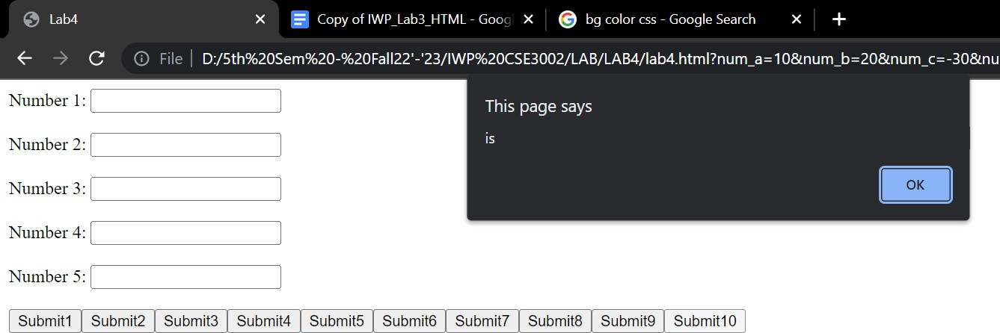 Lab4
Copy of IWP_Lab3_HTML - Goog
bg color css - Google Search
File
D:/5th%20Sem%20-%20Fall22'-'23/IWP%20CSE3002/LAB/LAB4/lab4.html?num_a=10&num_b=20&num_c=-30&nu
This page says
is
OK
Number 1:
Number 2:
Number 3:
Number 4:
Number 5:
Submit1 Submit2 Submit3 Submit4 Submit5 Submit6 Submit7 Submit8 Submit9 Submit10